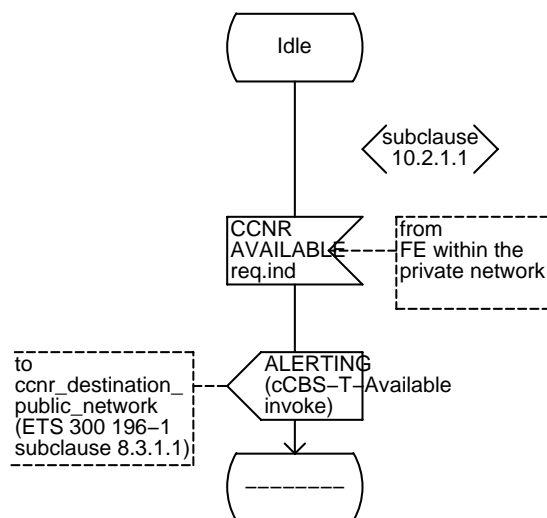 Idle
subclause
10.2.1.1
CCNR
AVAILABLE
req.ind
from
FE within the
private network
to
ccnr_destination_
public_network
(ETS 300 196–1
subclause 8.3.1.1)
ALERTING
(cCBS–T–Available
invoke)